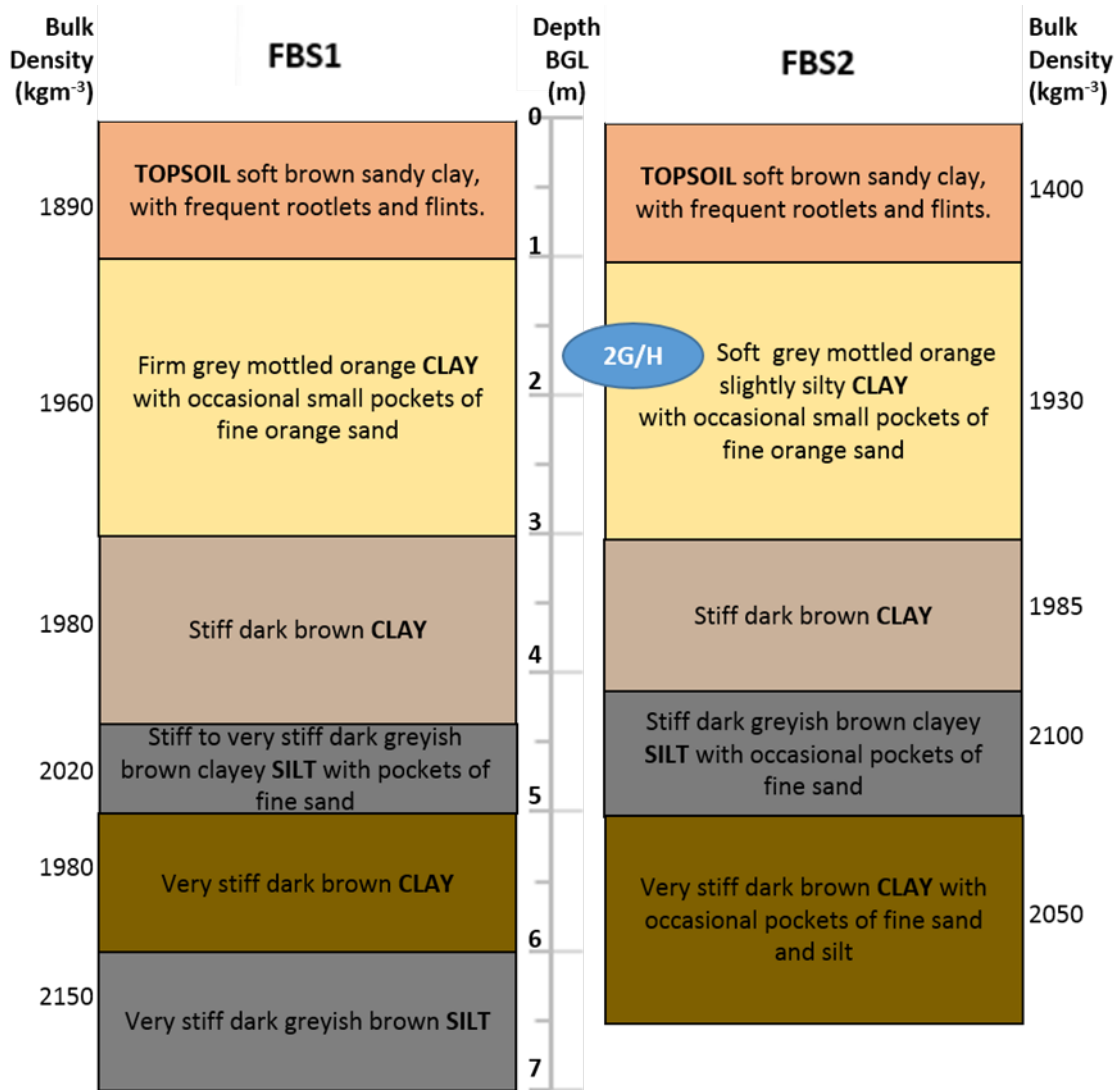 Bulk
Density
(kgm⁻³)
FBS1
Depth
BGL
(m)
FBS2
Bulk
Density
(kgm⁻³)
0
1890
TOPSOIL soft brown sandy clay,
with frequent rootlets and flints.
TOPSOIL soft brown sandy clay,
with frequent rootlets and flints.
1400
1
1960
Firm grey mottled orange CLAY
with occasional small pockets of
fine orange sand
2G/H
2
Soft grey mottled orange
slightly silty CLAY
with occasional small pockets of
fine orange sand
1930
3
1980
Stiff dark brown CLAY
Stiff dark brown CLAY
1985
4
2020
Stiff to very stiff dark greyish
brown clayey SILT with pockets of
fine sand
Stiff dark greyish brown clayey
SILT with occasional pockets of
fine sand
2100
5
1980
Very stiff dark brown CLAY
Very stiff dark brown CLAY with
occasional pockets of fine sand
and silt
2050
6
2150
Very stiff dark greyish brown SILT
7